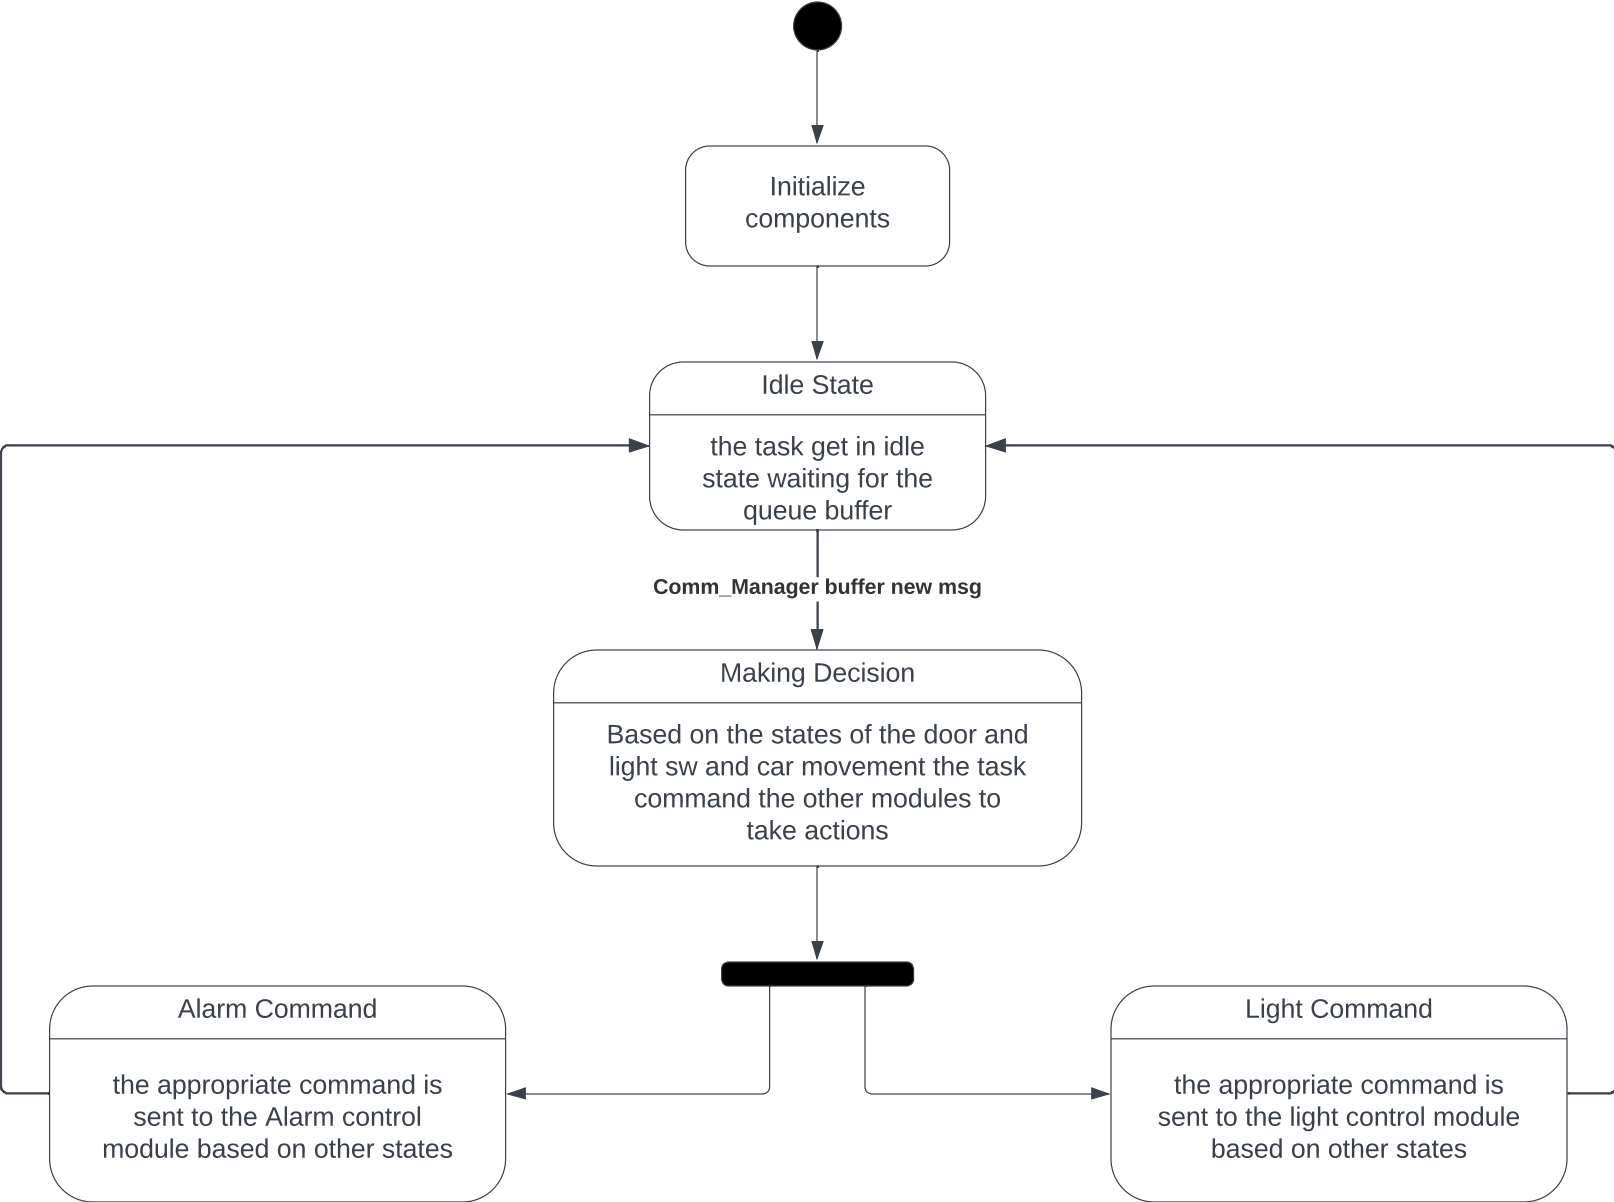 Initialize
components
Idle State
the task get in idle
state waiting for the
queue buffer
Comm_Manager buffer new msg
Making Decision
Based on the states of the door and
light sw and car movement the task
command the other modules to
take actions
Alarm Command
the appropriate command is
sent to the Alarm control
module based on other states
Light Command
the appropriate command is
sent to the light control module
based on other states